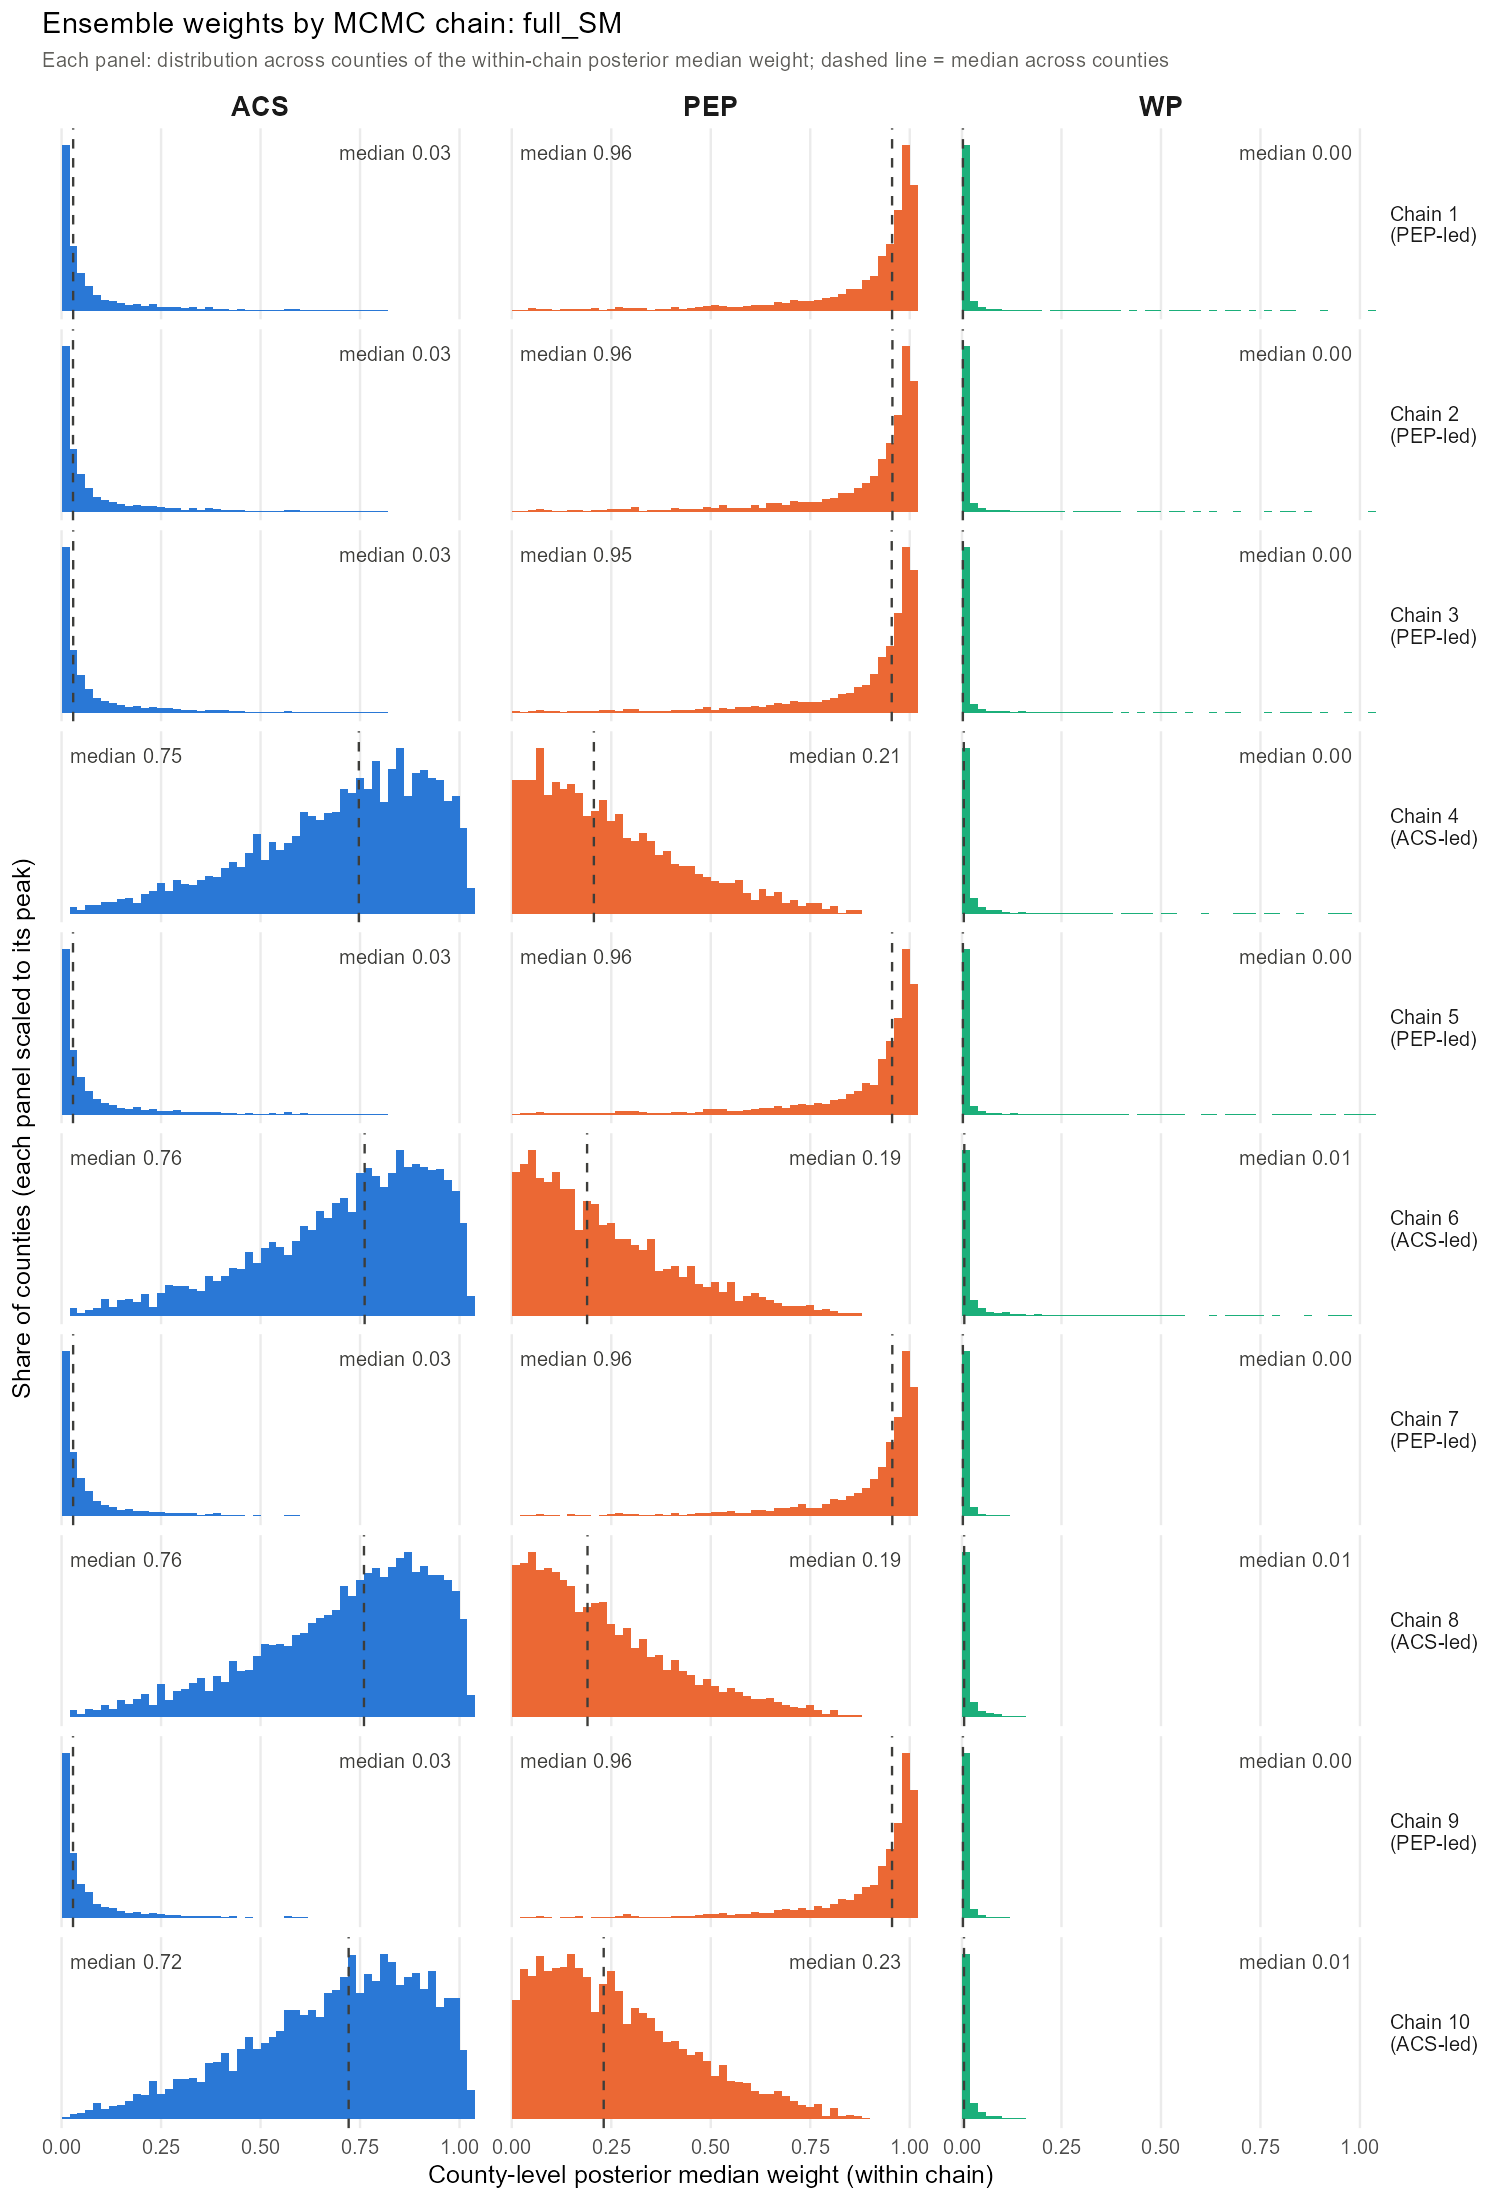 Ensemble weights by MCMC chain: full_SM
Each panel: distribution across counties of the within-chain posterior median weight; dashed line = median across counties
ACS
PEP
WP
median 0.03
median 0.96
median 0.00
Chain 1
(PEP-led)
median 0.03
median 0.96
median 0.00
Chain 2
(PEP-led)
median 0.03
median 0.95
median 0.00
Chain 3
(PEP-led)
median 0.75
median 0.21
median 0.00
Chain 4
(ACS-led)
median 0.03
median 0.96
median 0.00
Chain 5
(PEP-led)
median 0.76
median 0.19
median 0.01
Chain 6
(ACS-led)
median 0.03
median 0.96
median 0.00
Chain 7
(PEP-led)
median 0.76
median 0.19
median 0.01
Chain 8
(ACS-led)
median 0.03
median 0.96
median 0.00
Chain 9
(PEP-led)
median 0.72
median 0.23
median 0.01
Chain 10
(ACS-led)
Share of counties (each panel scaled to its peak)
0.00 0.25 0.50 0.75 1.00
0.00 0.25 0.50 0.75 1.00
0.00 0.25 0.50 0.75 1.00
County-level posterior median weight (within chain)